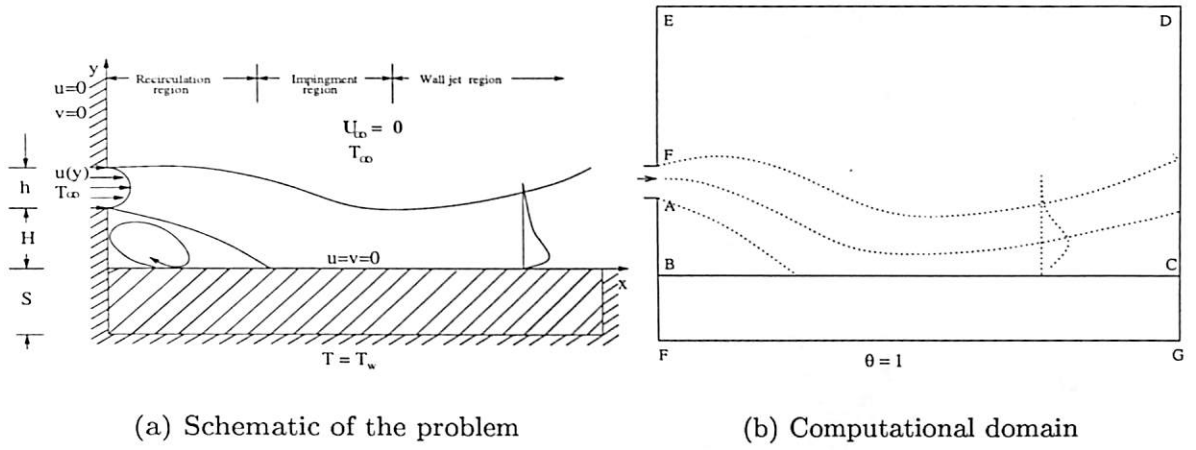 y
Recirculation region
Impingment region
Wall jet region
u=0
v=0
U∞ = 0
T∞
h
u(y)
T∞
H
u=v=0
x
S
T = Tw
(a) Schematic of the problem
E
D
F
A
B
C
F
G
θ = 1
(b) Computational domain